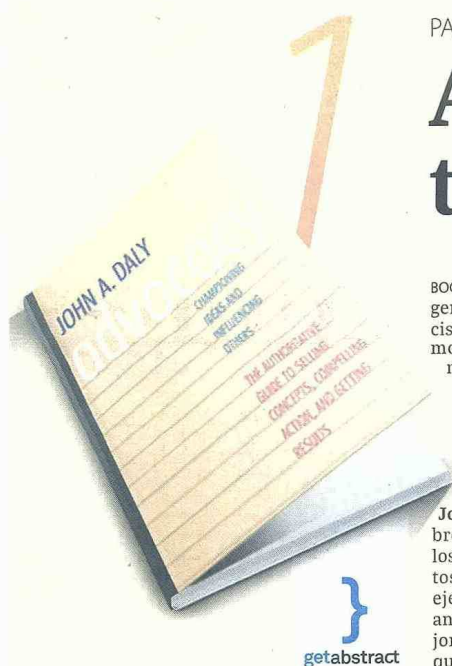 JOHN A. DALY
advocacy
CHAMPIONING
IDEAS AND
INFLUENCING
OTHERS
THE AUTHORITATIVE
GUIDE TO SELLING
CONCEPTS, COMPELLING
ACTION, AND GETTING
RESULTS
}
getabstract
PA
A
t
BOO
ger
cis
mo
Jo
bre
los
tos
eje
an
jor
qu